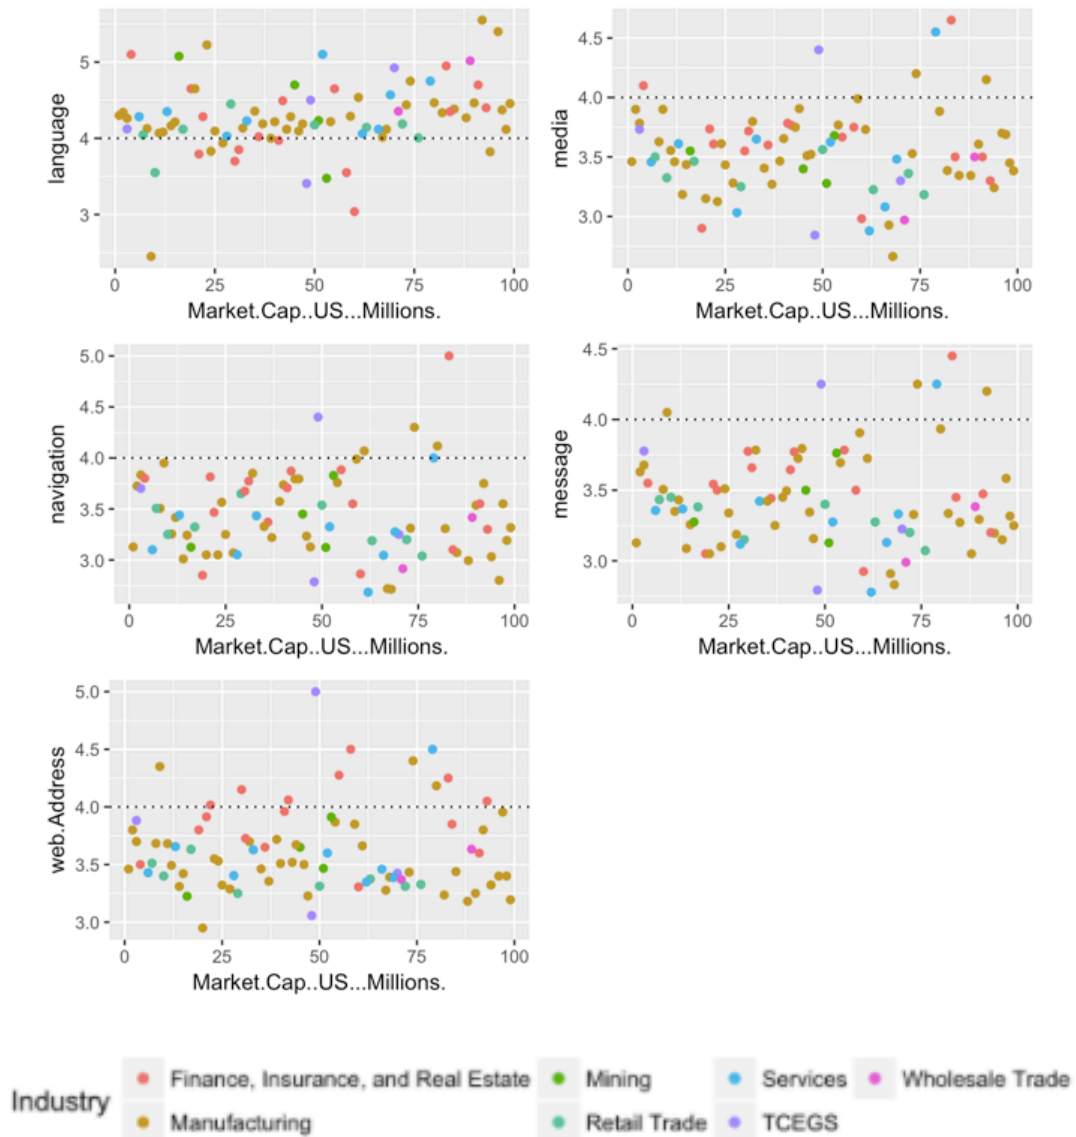 5
4
3
language
0 25 50 75 100
Market.Cap..US...Millions.
4.5
4.0
3.5
3.0
media
0 25 50 75 100
Market.Cap..US...Millions.
5.0
4.5
4.0
3.5
3.0
navigation
0 25 50 75 100
Market.Cap..US...Millions.
4.5
4.0
3.5
3.0
message
0 25 50 75 100
Market.Cap..US...Millions.
5.0
4.5
4.0
3.5
3.0
web.Address
0 25 50 75 100
Market.Cap..US...Millions.
Industry
Finance, Insurance, and Real Estate
Mining
Services
Wholesale Trade
Manufacturing
Retail Trade
TCEGS